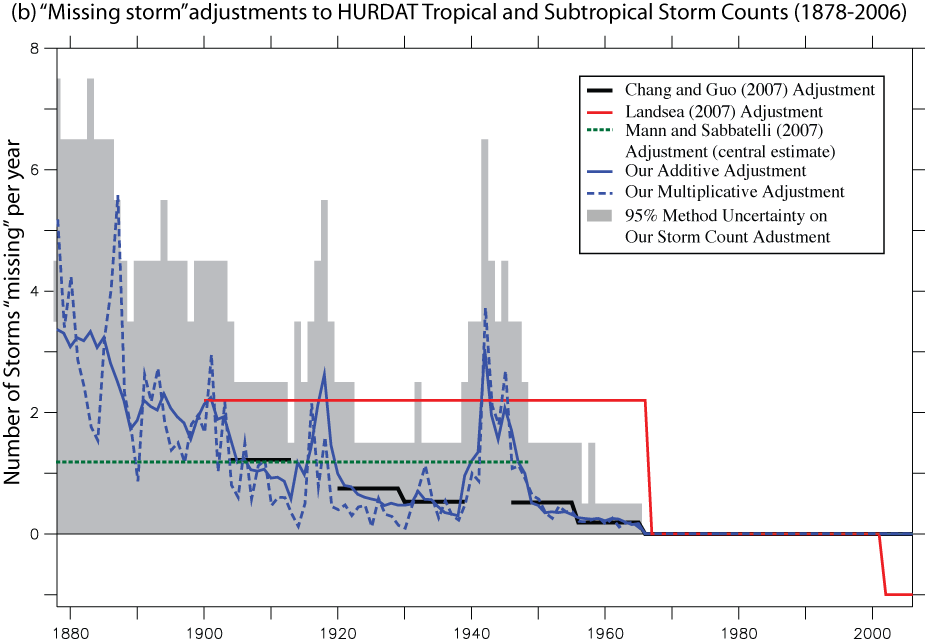 (b) “Missing storm” adjustments to HURDAT Tropical and Subtropical Storm Counts (1878-2006)
8
6
4
2
0
Number of Storms “missing” per year
Chang and Guo (2007) Adjustment
Landsea (2007) Adjustment
Mann and Sabbatelli (2007)
Adjustment (central estimate)
Our Additive Adjustment
Our Multiplicative Adjustment
95% Method Uncertainty on
Our Storm Count Adustment
1880 1900 1920 1940 1960 1980 2000